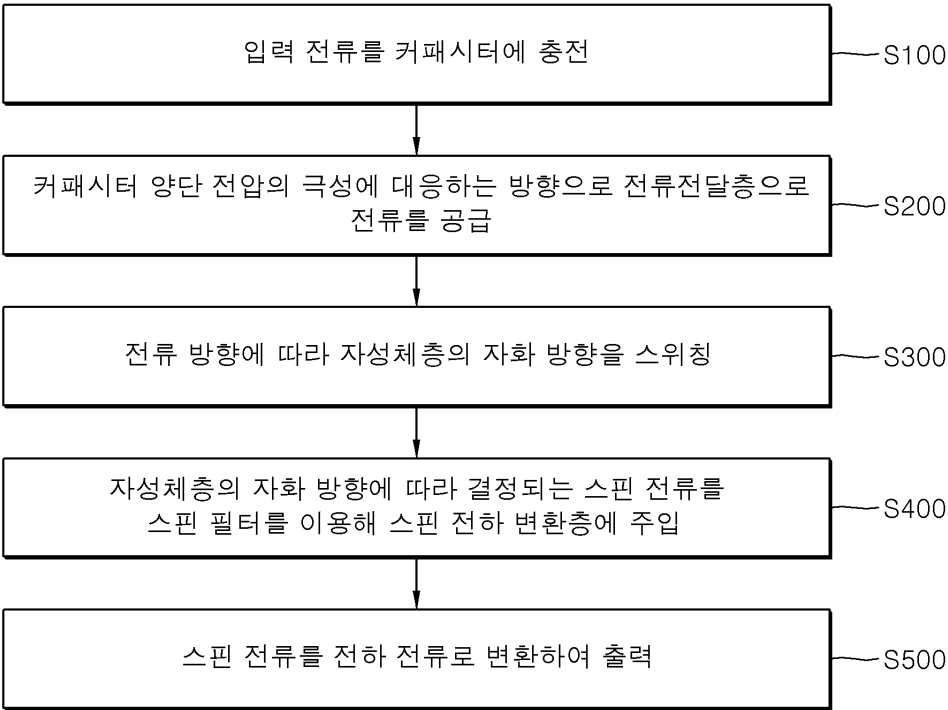 입력 전류를 커패시터에 충전
S100
커패시터 양단 전압의 극성에 대응하는 방향으로 전류전달층으로
전류를 공급
S200
전류 방향에 따라 자성체층의 자화 방향을 스위칭
S300
자성체층의 자화 방향에 따라 결정되는 스핀 전류를
스핀 필터를 이용해 스핀 전하 변환층에 주입
S400
스핀 전류를 전하 전류로 변환하여 출력
S500